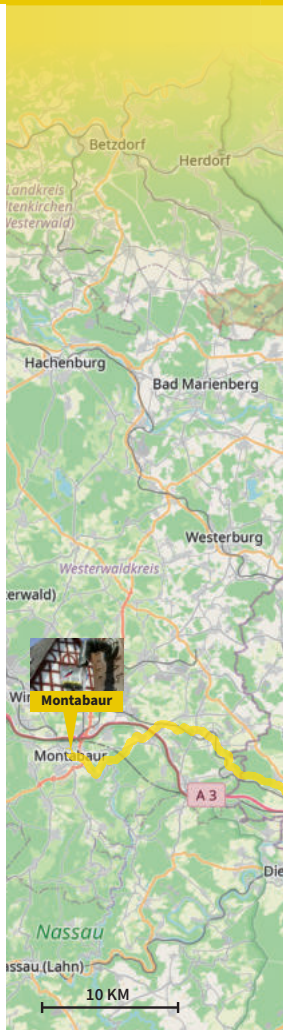 Betzdorf
Herdorf
Landkreis
tenkirchen
Westerwald)
Hachenburg
Bad Marienberg
Westerburg
Westerwaldkreis
erwald)
Win
Montabaur
Montabaur
A 3
Die
Nassau
assau (Lahn)
10 KM